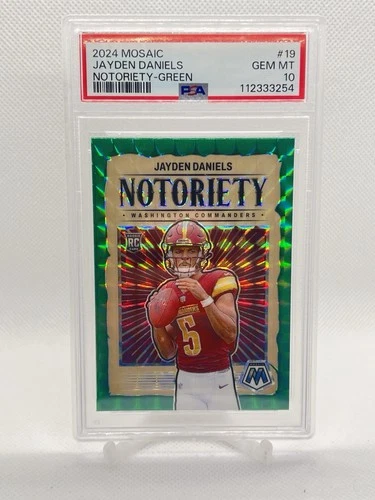 2024 MOSAIC #19
JAYDEN DANIELS GEM MT
NOTORIETY-GREEN PSA 10
112333254
JAYDEN DANIELS
NOTORIETY
WASHINGTON COMMANDERS
RC
5
M